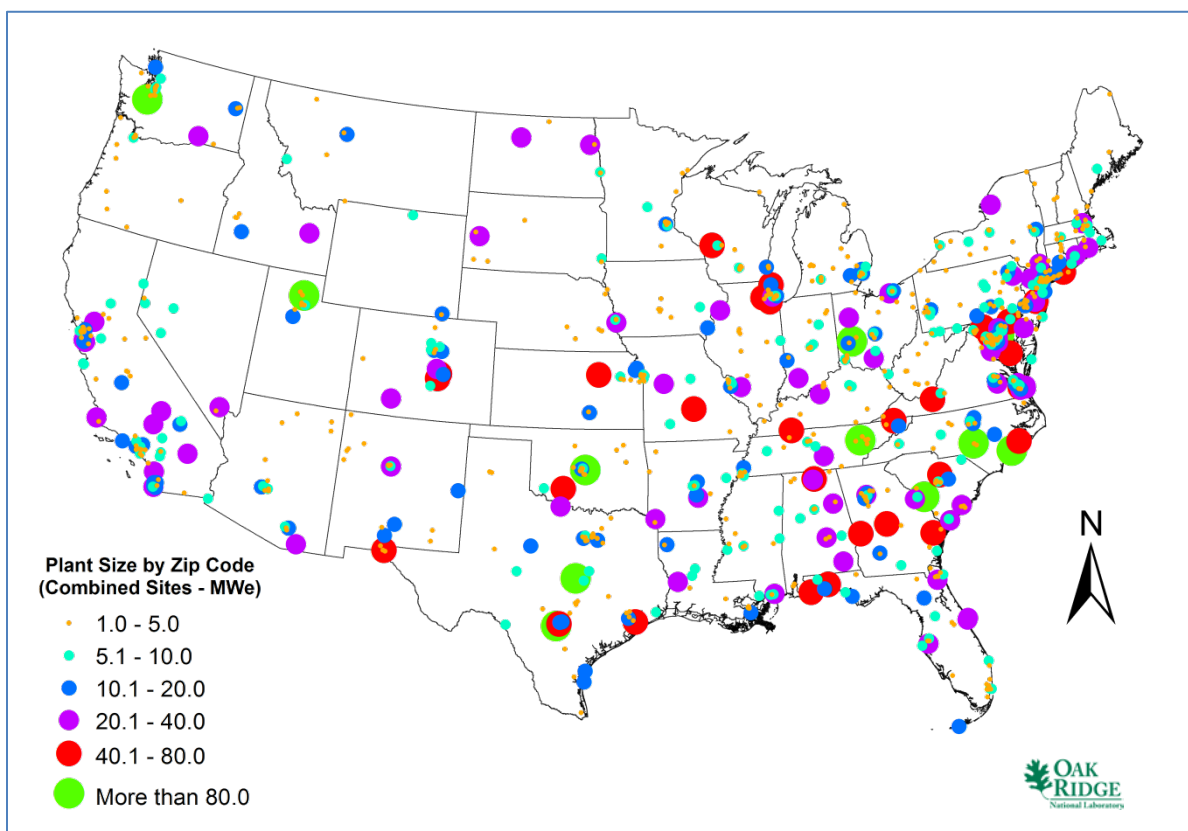 Plant Size by Zip Code
(Combined Sites - MWe)
1.0 - 5.0
5.1 - 10.0
10.1 - 20.0
20.1 - 40.0
40.1 - 80.0
More than 80.0
N
OAK
RIDGE
National Laboratory